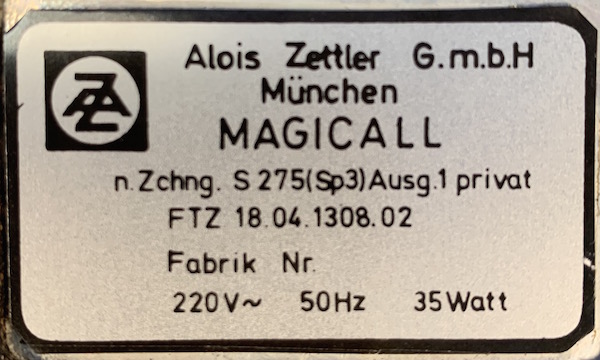 Alois Zettler G.m.b.H
München
MAGICALL
n. Zchng. S 275(Sp3)Ausg.1 privat
FTZ 18.04.1308.02
Fabrik Nr.
220V~ 50Hz 35Watt